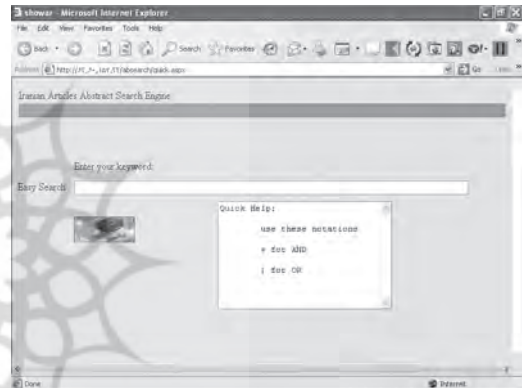 showar - Microsoft Internet Explorer
File Edit View Favorites Tools Help
Back Search Favorites
Address Go
Iranian Articles Abstract Search Engine
Enter your keyword:
Easy Search
Quick Help:
use these notations
+ for AND
| for OR
Done Internet